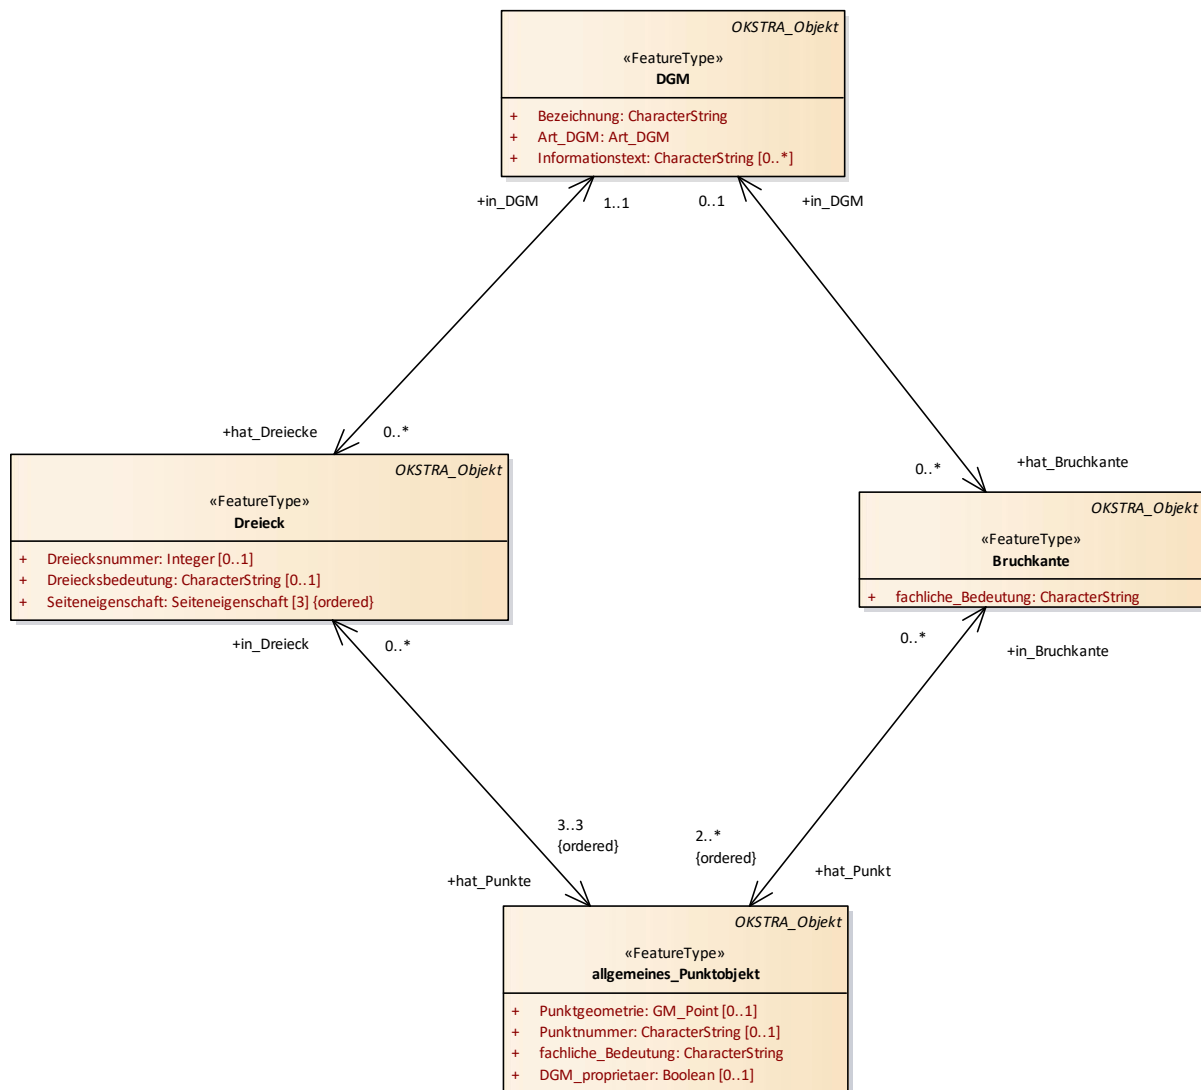 OKSTRA_Objekt
«FeatureType»
DGM
+ Bezeichnung: CharacterString
+ Art_DGM: Art_DGM
+ Informationstext: CharacterString [0..*]
+in_DGM
1..1
0..1
+in_DGM
+hat_Dreiecke
0..*
0..*
+hat_Bruchkante
OKSTRA_Objekt
«FeatureType»
Dreieck
+ Dreiecksnummer: Integer [0..1]
+ Dreiecksbedeutung: CharacterString [0..1]
+ Seiteneigenschaft: Seiteneigenschaft [3] {ordered}
OKSTRA_Objekt
«FeatureType»
Bruchkante
+ fachliche_Bedeutung: CharacterString
+in_Dreieck
0..*
0..*
+in_Bruchkante
3..3
{ordered}
2..*
{ordered}
+hat_Punkte
+hat_Punkt
OKSTRA_Objekt
«FeatureType»
allgemeines_Punktobjekt
+ Punktgeometrie: GM_Point [0..1]
+ Punktnummer: CharacterString [0..1]
+ fachliche_Bedeutung: CharacterString
+ DGM_proprietaer: Boolean [0..1]